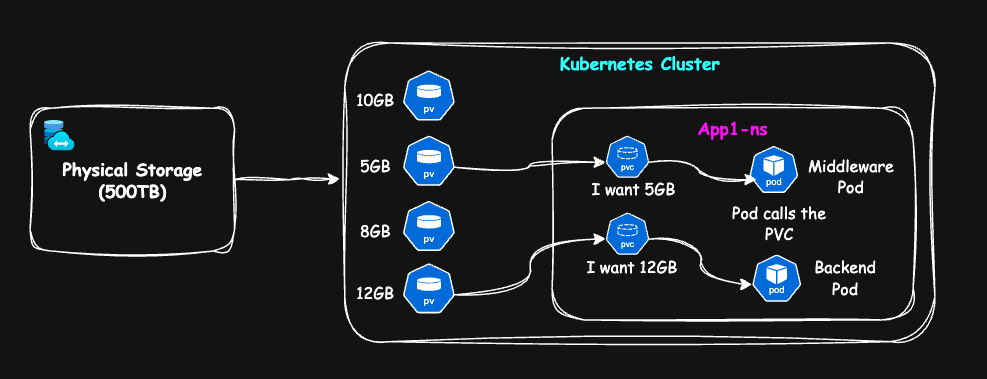 Kubernetes Cluster
Physical Storage
(500TB)
10GB
pv
5GB
pv
8GB
pv
12GB
pv
App1-ns
pvc
I want 5GB
pod
Middleware
Pod
Pod calls the
PVC
pvc
I want 12GB
pod
Backend
Pod